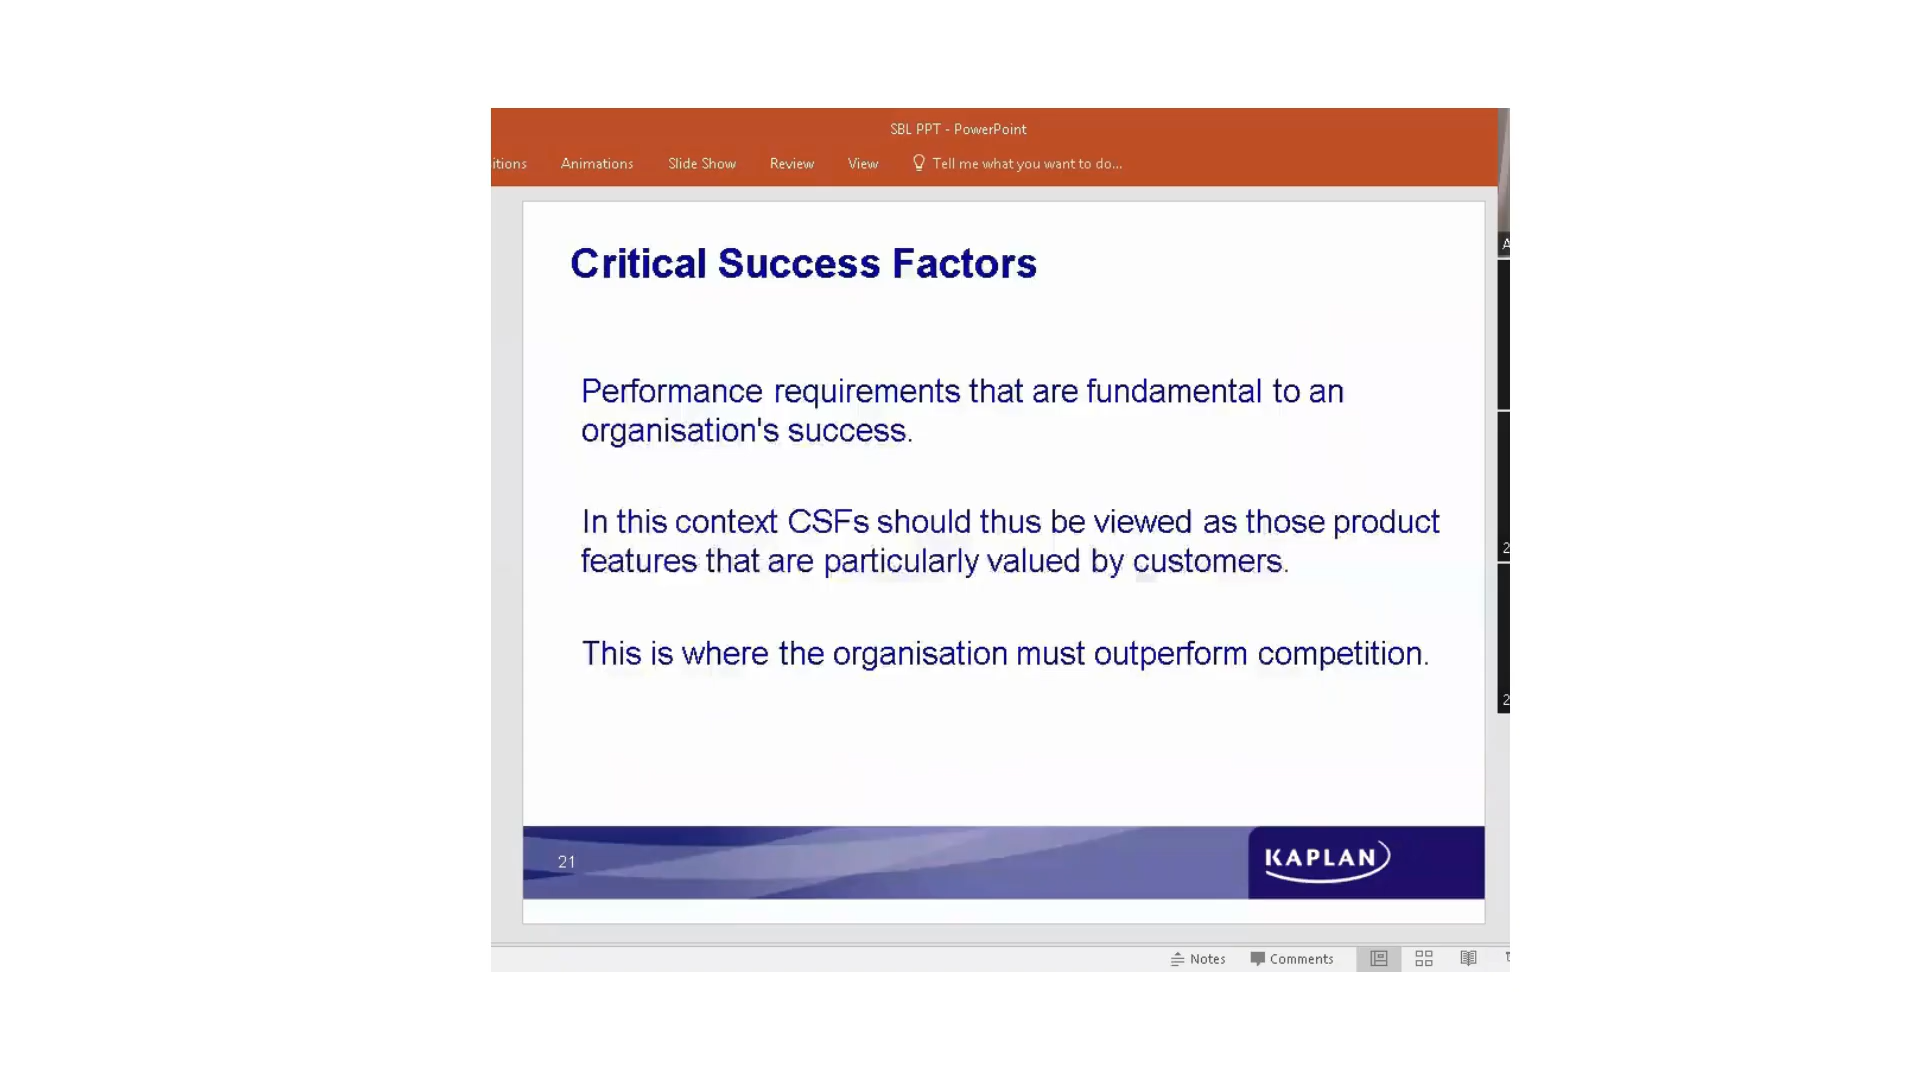 SBL PPT - PowerPoint
itions Animations Slide Show Review View Tell me what you want to do...
Critical Success Factors
Performance requirements that are fundamental to an
organisation's success.
In this context CSFs should thus be viewed as those product
features that are particularly valued by customers.
This is where the organisation must outperform competition.
21
KAPLAN
Notes Comments
A
2
2